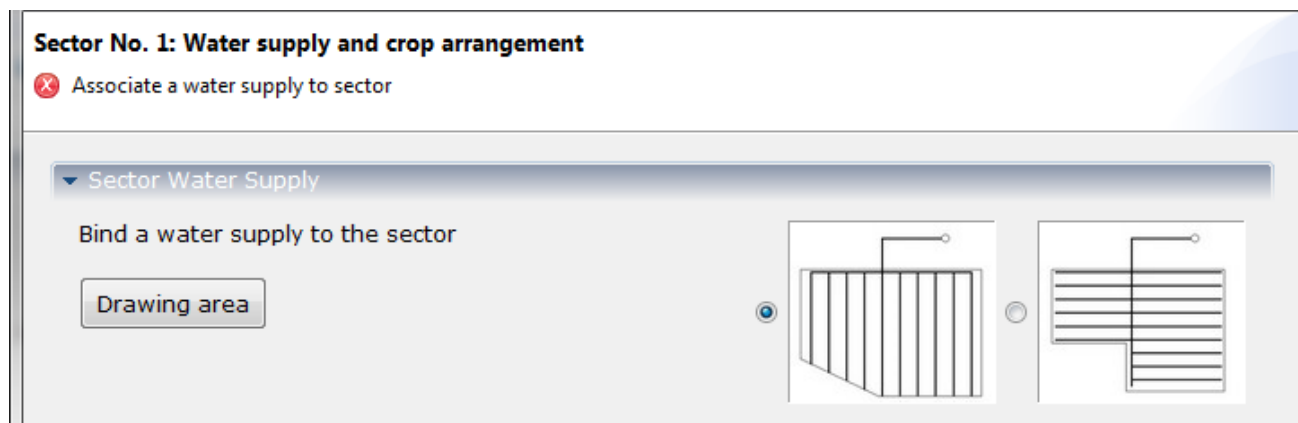 Sector No. 1: Water supply and crop arrangement
Associate a water supply to sector
Sector Water Supply
Bind a water supply to the sector
Drawing area